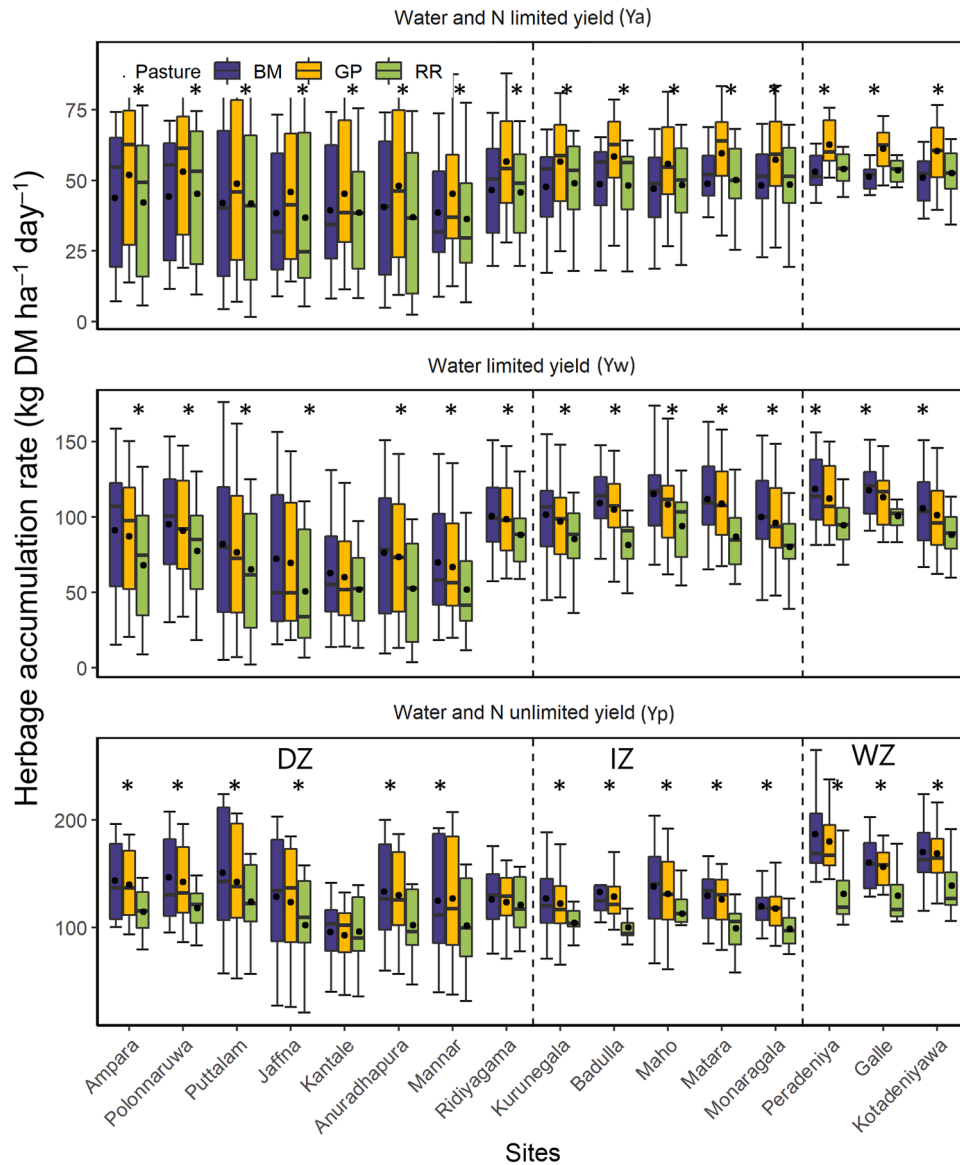 Water and N limited yield (Ya)
Pasture BM GP RR
* * * * * * * * * * * * * * * *
75
50
25
0
Water limited yield (Yw)
* * * * * * * * * * * * * * *
150
100
50
0
Water and N unlimited yield (Yp)
DZ IZ WZ
* * * * * * * * * * * * * *
200
100
Herbage accumulation rate (kg DM ha⁻¹ day⁻¹)
Ampara
Polonnaruwa
Puttalam
Jaffna
Kantale
Anuradhapura
Mannar
Ridiyagama
Kurunegala
Badulla
Maho
Matara
Monaragala
Peradeniya
Galle
Kotadeniyawa
Sites